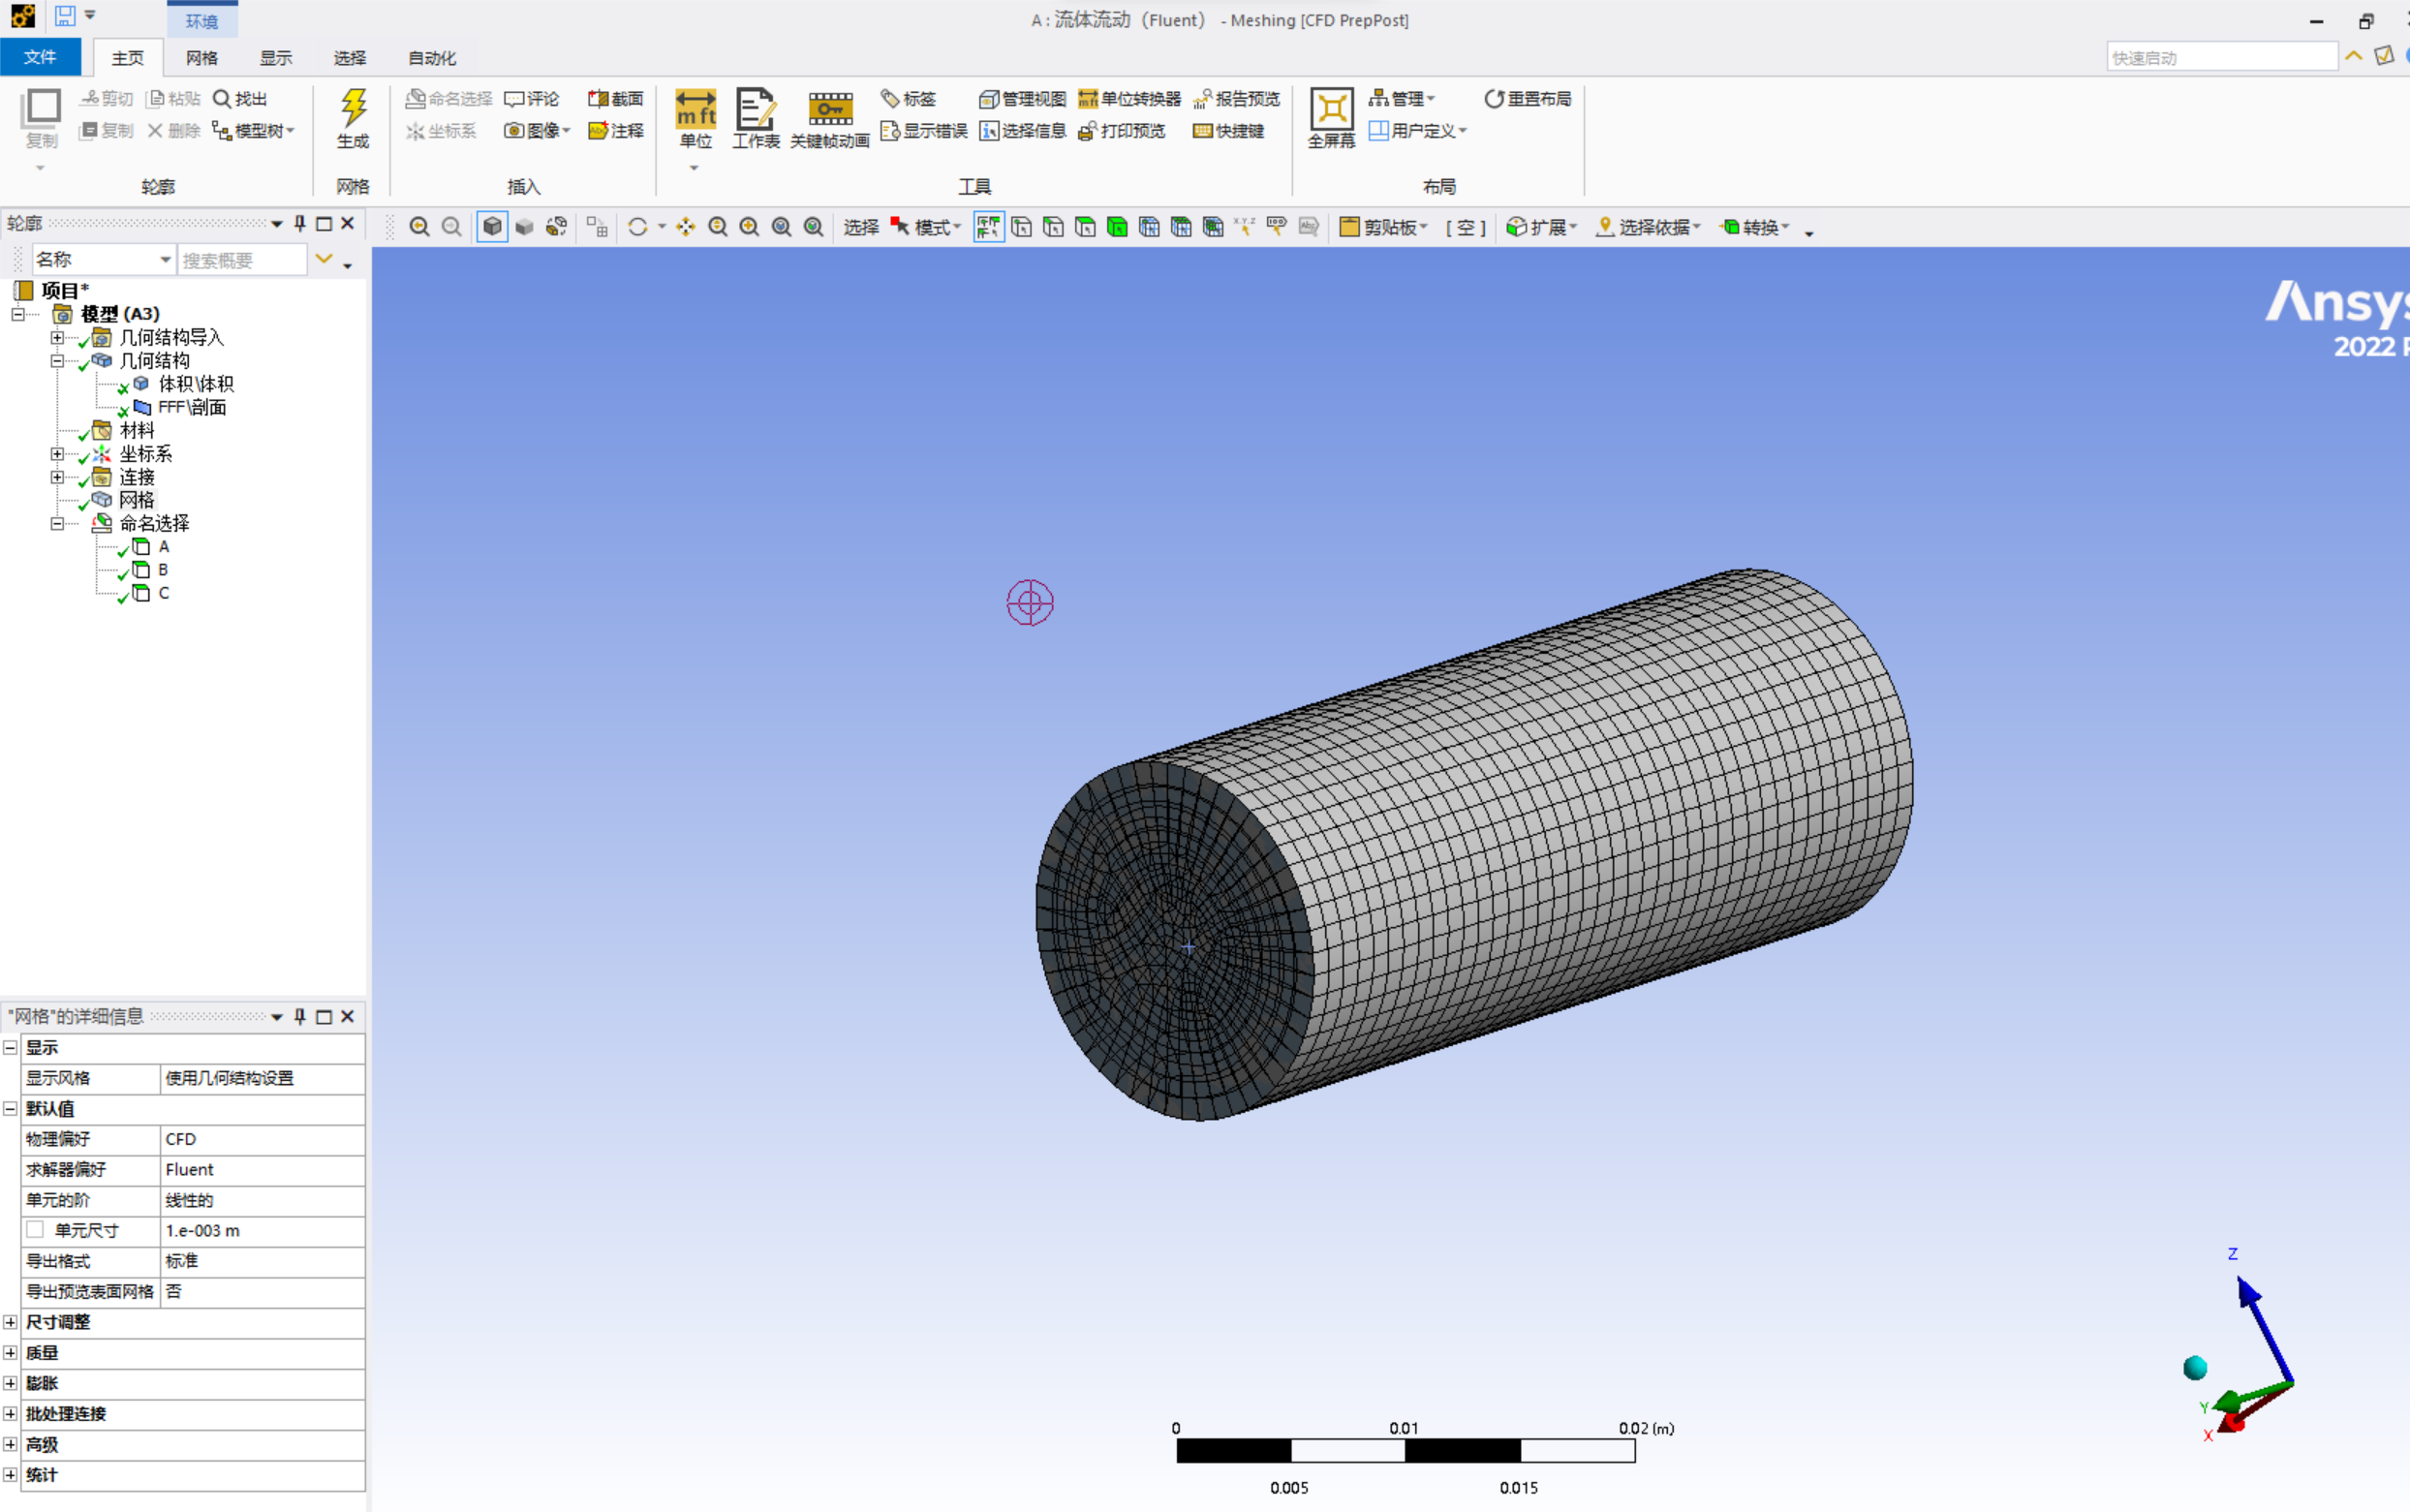 环境
A : 流体流动（Fluent） - Meshing [CFD PrepPost]
文件 主页 网格 显示 选择 自动化 快速启动
复制 剪切 粘贴 找出
复制 删除 模型树
轮廓
生成
网格
命名选择 评论 截面
坐标系 图像 注释
插入
单位 工作表 关键帧动画 标签 管理视图 单位转换器 报告预览
显示错误 选择信息 打印预览 快捷键
工具
全屏幕 管理 重置布局
用户定义
布局
轮廓
选择 模式 剪贴板 [ 空 ] 扩展 选择依据 转换
名称 搜索概要
项目*
模型 (A3)
几何结构导入
几何结构
体积\体积
FFF\剖面
材料
坐标系
连接
网格
命名选择
A
B
C
Ansys
2022
"网格"的详细信息
显示
显示风格 使用几何结构设置
默认值
物理偏好 CFD
求解器偏好 Fluent
单元的阶 线性的
单元尺寸 1.e-003 m
导出格式 标准
导出预览表面网格 否
尺寸调整
质量
膨胀
批处理连接
高级
统计
0 0.01 0.02 (m)
0.005 0.015
Z
Y
X